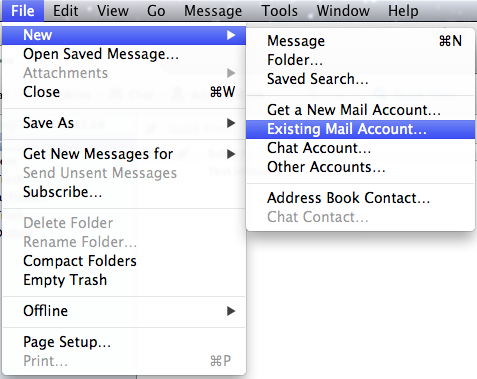 File Edit View Go Message Tools Window Help
New
Open Saved Message...
Attachments
Close ⌘W
Save As
Get New Messages for
Send Unsent Messages
Subscribe...
Delete Folder
Rename Folder...
Compact Folders
Empty Trash
Offline
Page Setup...
Print... ⌘P
Message ⌘N
Folder...
Saved Search...
Get a New Mail Account...
Existing Mail Account...
Chat Account...
Other Accounts...
Address Book Contact...
Chat Contact...